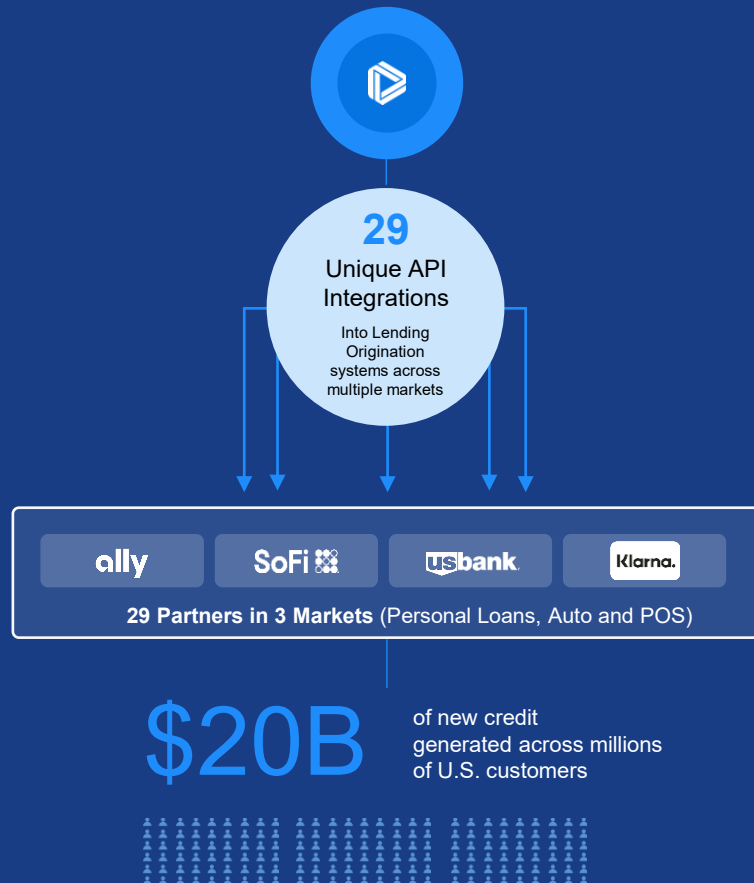 29
Unique API
Integrations
Into Lending
Origination
systems across
multiple markets
ally
SoFi
usbank
Klarna.
29 Partners in 3 Markets (Personal Loans, Auto and POS)
$20B
of new credit
generated across millions
of U.S. customers